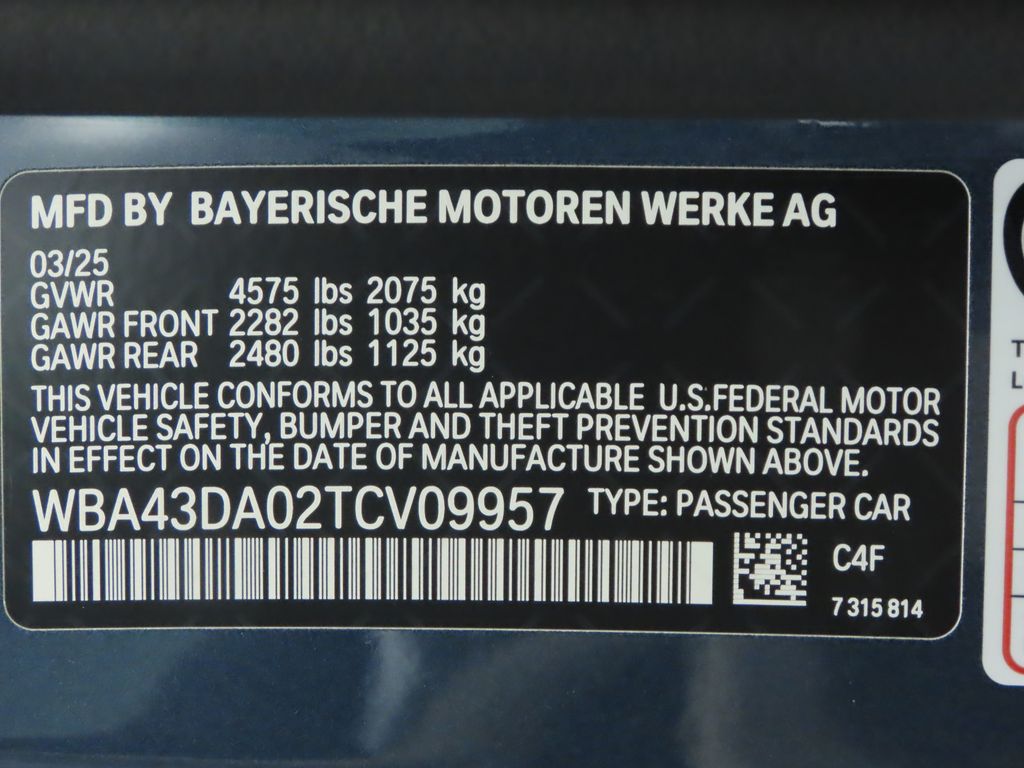 MFD BY BAYERISCHE MOTOREN WERKE AG
03/25
GVWR 4575 lbs 2075 kg
GAWR FRONT 2282 lbs 1035 kg
GAWR REAR 2480 lbs 1125 kg
THIS VEHICLE CONFORMS TO ALL APPLICABLE U.S.FEDERAL MOTOR
VEHICLE SAFETY, BUMPER AND THEFT PREVENTION STANDARDS
IN EFFECT ON THE DATE OF MANUFACTURE SHOWN ABOVE.
WBA43DA02TCV09957 TYPE: PASSENGER CAR
C4F
7 315 814